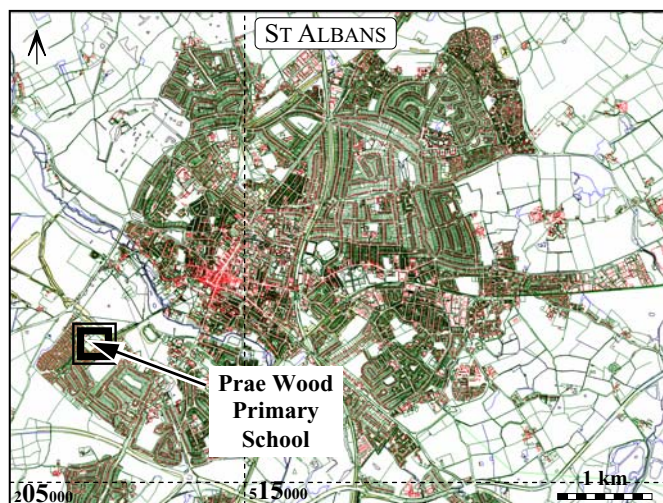 ST ALBANS
Prae Wood
Primary
School
205000
515000
1 km